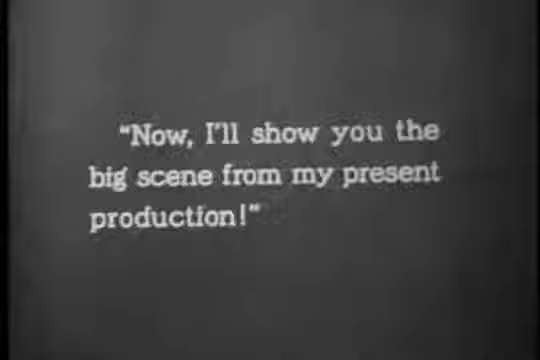 "Now, I'll show you the
big scene from my present
production!"